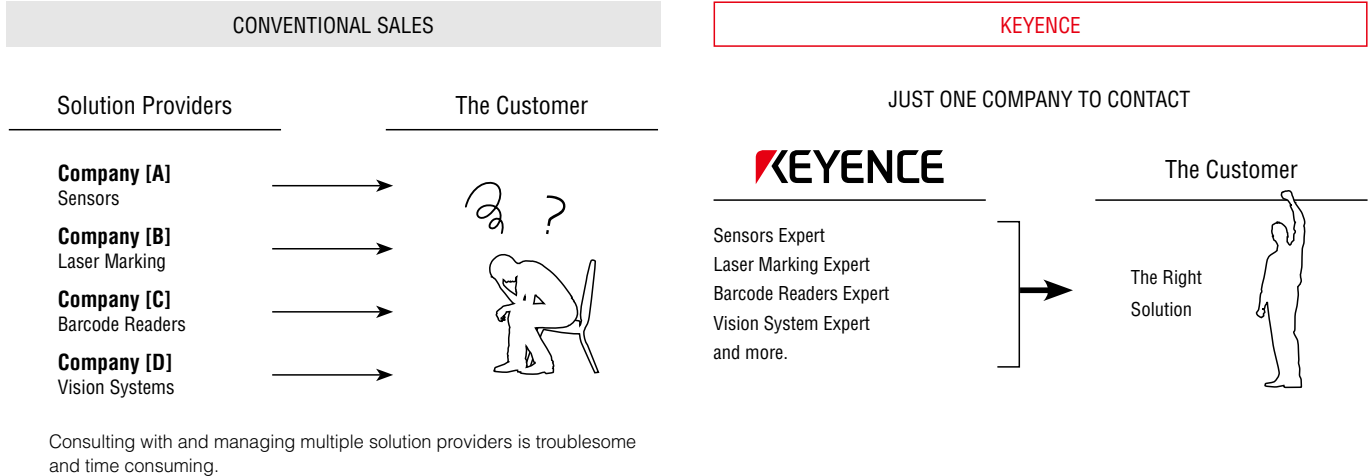 CONVENTIONAL SALES
Solution Providers
The Customer
Company [A]
Sensors
Company [B]
Laser Marking
Company [C]
Barcode Readers
Company [D]
Vision Systems
?
Consulting with and managing multiple solution providers is troublesome
and time consuming.
KEYENCE
JUST ONE COMPANY TO CONTACT
KEYENCE
The Customer
Sensors Expert
Laser Marking Expert
Barcode Readers Expert
Vision System Expert
and more.
The Right
Solution